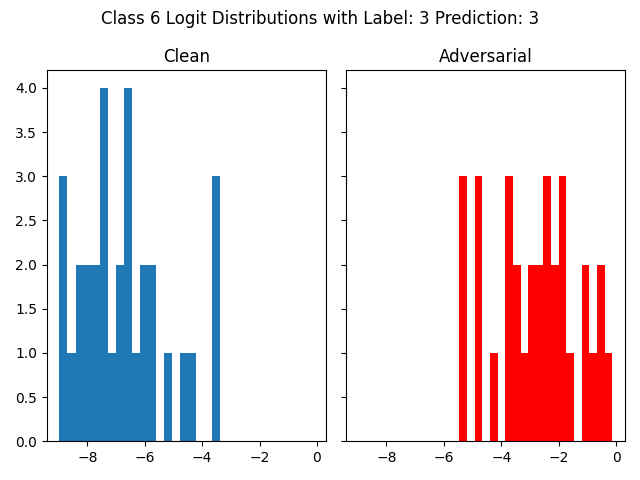 Class 6 Logit Distributions with Label: 3 Prediction: 3
Clean
Adversarial
4.0
3.5
3.0
2.5
2.0
1.5
1.0
0.5
0.0
−8 −6 −4 −2 0
−8 −6 −4 −2 0